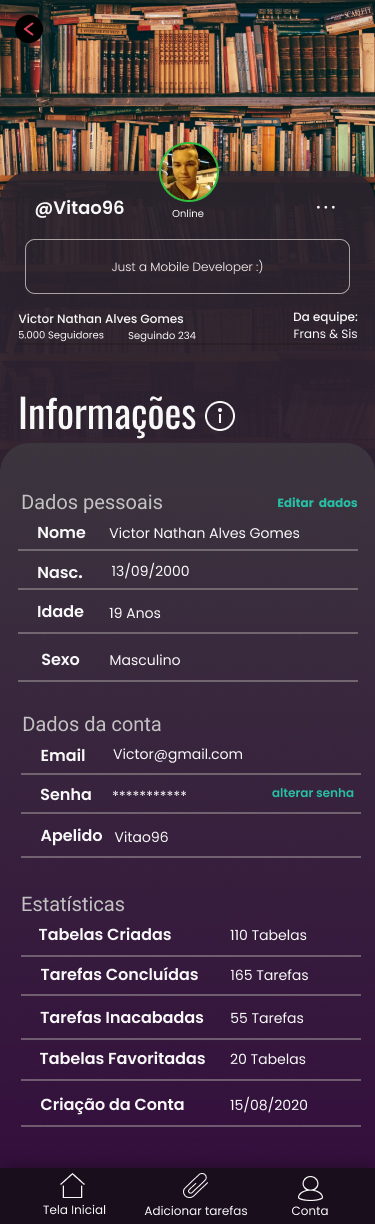 @Vitao96
Online
...
Just a Mobile Developer :)
Victor Nathan Alves Gomes
Da equipe:
5.000 Seguidores Seguindo 234
Frans & Sis
Informações
Dados pessoais Editar dados
Nome Victor Nathan Alves Gomes
Nasc. 13/09/2000
Idade 19 Anos
Sexo Masculino
Dados da conta
Email Victor@gmail.com
Senha *********** alterar senha
Apelido Vitao96
Estatísticas
Tabelas Criadas 110 Tabelas
Tarefas Concluídas 165 Tarefas
Tarefas Inacabadas 55 Tarefas
Tabelas Favoritadas 20 Tabelas
Criação da Conta 15/08/2020
Tela Inicial Adicionar tarefas Conta